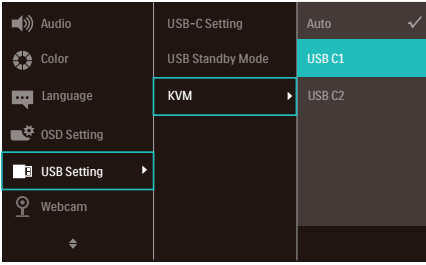 Audio
Color
Language
OSD Setting
USB Setting
Webcam
USB-C Setting
USB Standby Mode
KVM
Auto
USB C1
USB C2